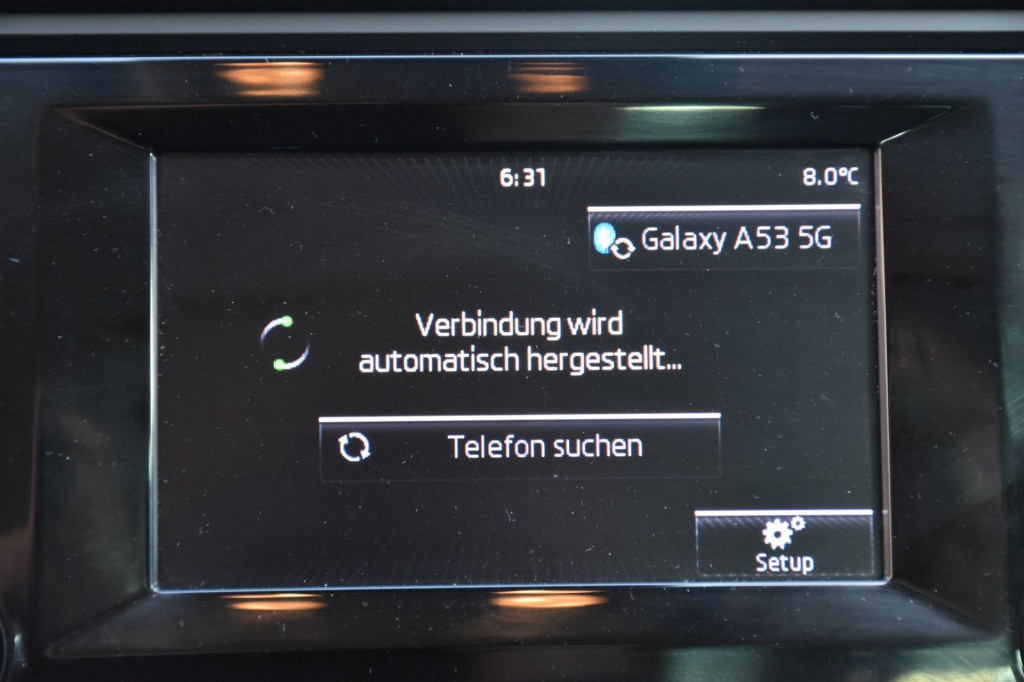 6:31
8.0°C
Galaxy A53 5G
Verbindung wird
automatisch hergestellt...
Telefon suchen
Setup